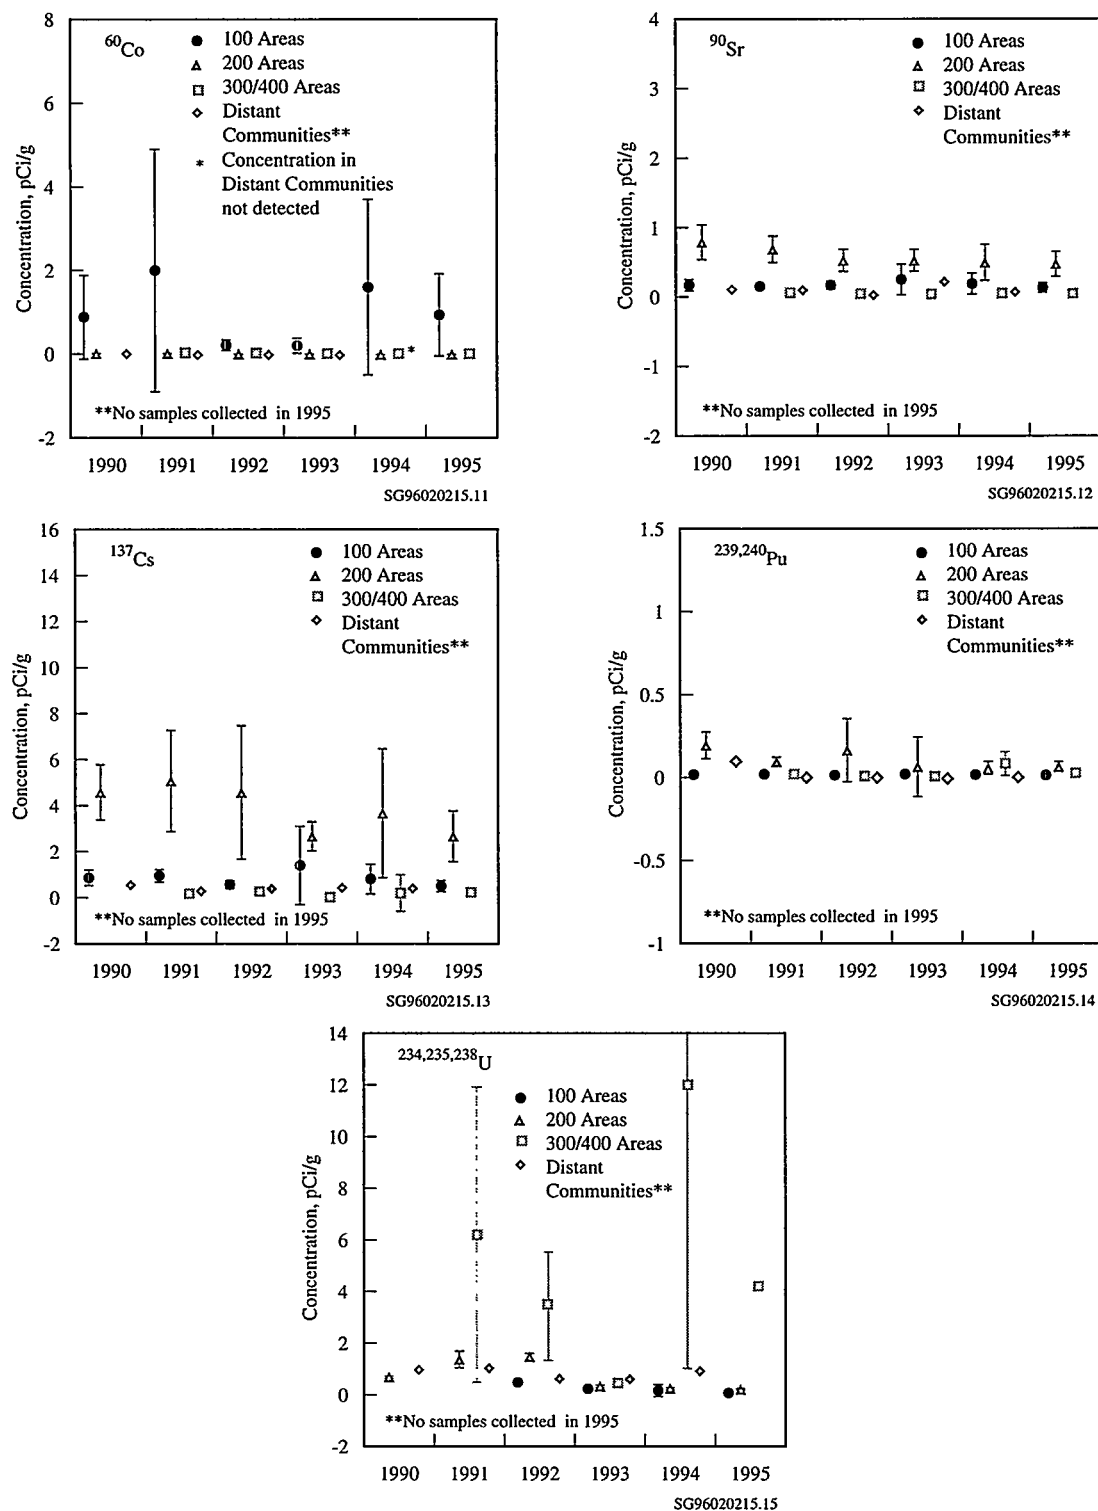 8
6
4
2
0
-2
Concentration, pCi/g
60Co
100 Areas
200 Areas
300/400 Areas
Distant
Communities**
* Concentration in
Distant Communities
not detected
*
**No samples collected in 1995
1990 1991 1992 1993 1994 1995
SG96020215.11
4
3
2
1
0
-1
-2
Concentration, pCi/g
90Sr
100 Areas
200 Areas
300/400 Areas
Distant
Communities**
**No samples collected in 1995
1990 1991 1992 1993 1994 1995
SG96020215.12
16
14
12
10
8
6
4
2
0
-2
Concentration, pCi/g
137Cs
100 Areas
200 Areas
300/400 Areas
Distant
Communities**
**No samples collected in 1995
1990 1991 1992 1993 1994 1995
SG96020215.13
1.5
1
0.5
0
-0.5
-1
Concentration, pCi/g
239,240Pu
100 Areas
200 Areas
300/400 Areas
Distant
Communities**
**No samples collected in 1995
1990 1991 1992 1993 1994 1995
SG96020215.14
14
12
10
8
6
4
2
0
-2
Concentration, pCi/g
234,235,238U
100 Areas
200 Areas
300/400 Areas
Distant
Communities**
**No samples collected in 1995
1990 1991 1992 1993 1994 1995
SG96020215.15